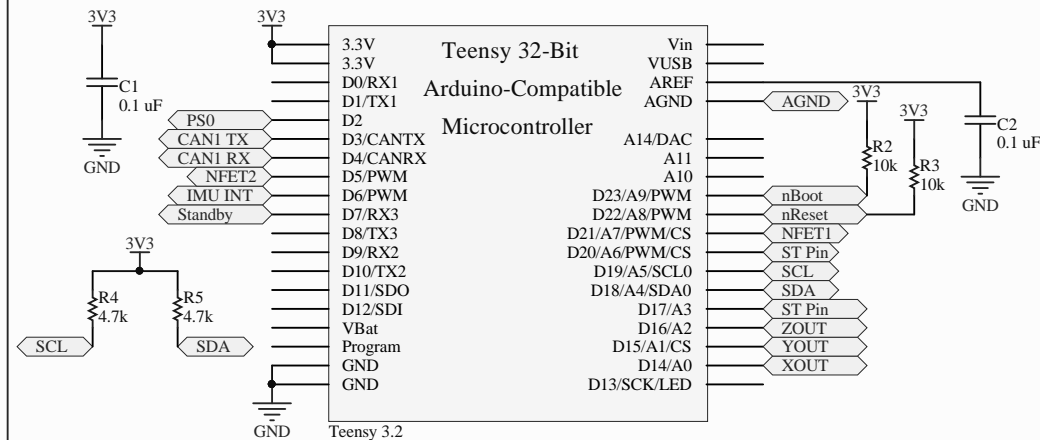 3V3
C1
0.1 uF
GND
3V3
Teensy 32-Bit
Arduino-Compatible
Microcontroller
3.3V
3.3V
D0/RX1
D1/TX1
D2
D3/CANTX
D4/CANRX
D5/PWM
D6/PWM
D7/RX3
D8/TX3
D9/RX2
D10/TX2
D11/SDO
D12/SDI
VBat
Program
GND
GND
PS0
CAN1 TX
CAN1 RX
NFET2
IMU INT
Standby
3V3
R4
4.7k
R5
4.7k
SCL
SDA
GND
Teensy 3.2
Vin
VUSB
AREF
AGND
A14/DAC
A11
A10
D23/A9/PWM
D22/A8/PWM
D21/A7/PWM/CS
D20/A6/PWM/CS
D19/A5/SCL0
D18/A4/SDA0
D17/A3
D16/A2
D15/A1/CS
D14/A0
D13/SCK/LED
AGND
nBoot
nReset
NFET1
ST Pin
SCL
SDA
ST Pin
ZOUT
YOUT
XOUT
3V3
R2
10k
3V3
R3
10k
C2
0.1 uF
GND